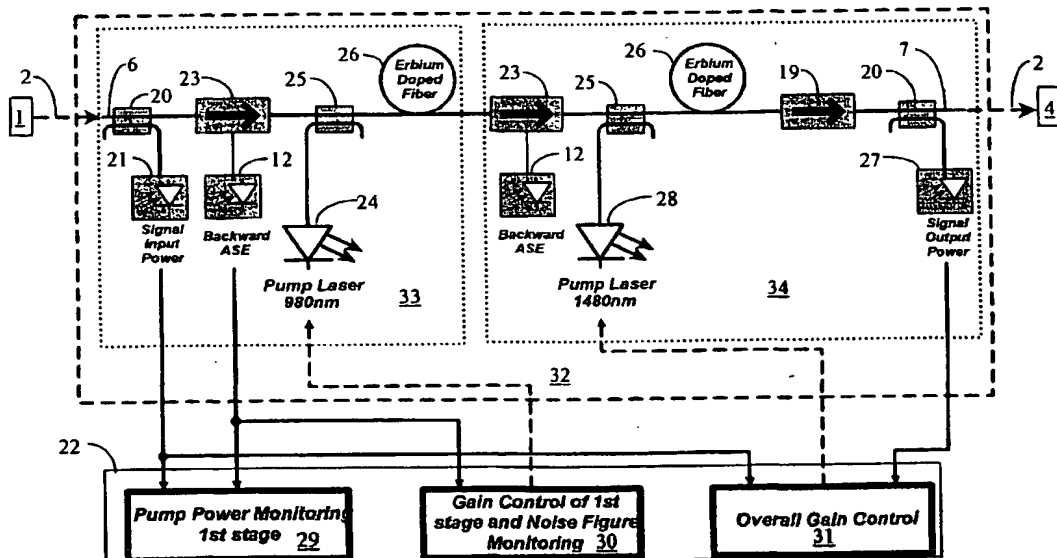 2
6
20
23
25
26
Erbium
Doped
Fiber
23
25
26
Erbium
Doped
Fiber
19
20
7
2
1
4
21
12
24
12
28
27
Signal
Input
Power
Backward
ASE
Pump Laser
980nm
33
Backward
ASE
Pump Laser
1480nm
34
Signal
Output
Power
32
22
Pump Power Monitoring
1st stage 29
Gain Control of 1st
stage and Noise Figure
Monitoring 30
Overall Gain Control
31